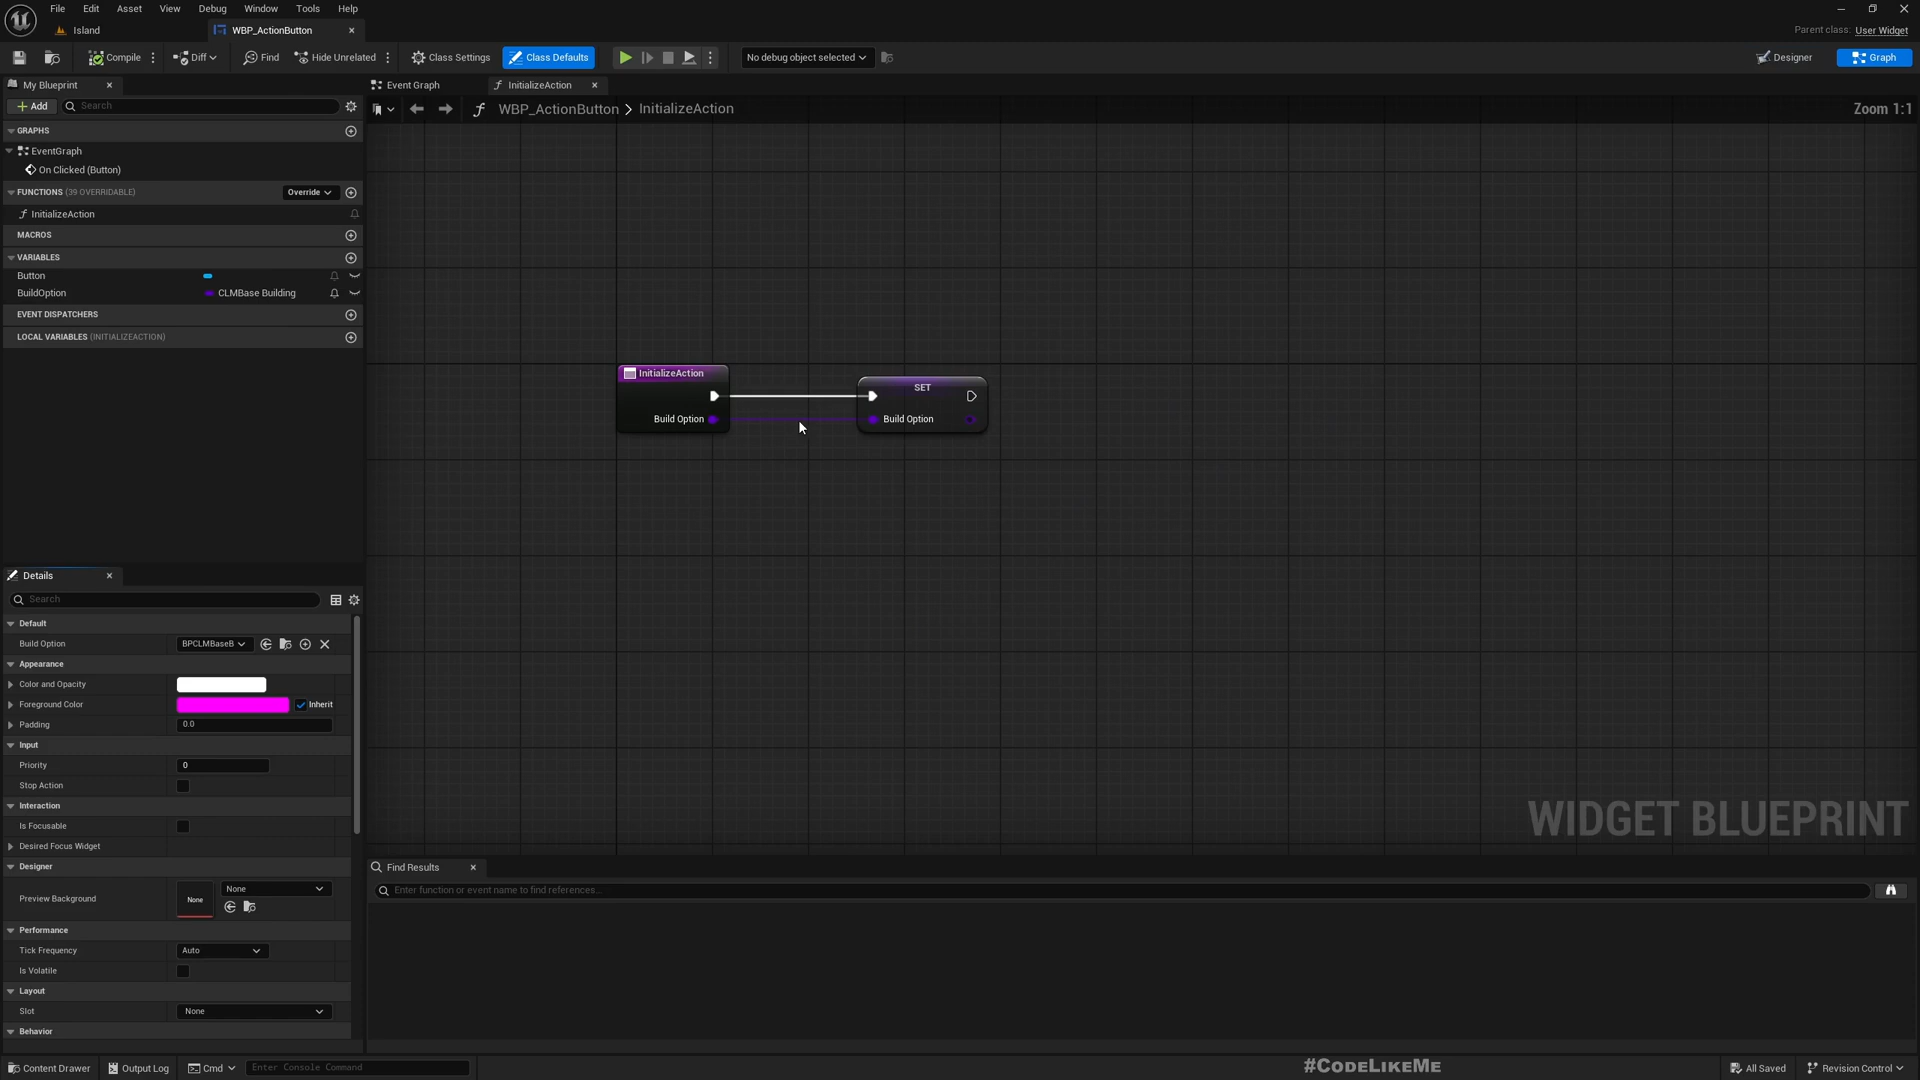 File Edit Asset View Debug Window Tools Help
Island
WBP_ActionButton
Parent class: User Widget
Compile Diff Find Hide Unrelated Class Settings Class Defaults No debug object selected Designer Graph
My Blueprint
Event Graph InitializeAction
Add Search
WBP_ActionButton InitializeAction Zoom 1:1
GRAPHS
EventGraph
On Clicked (Button)
FUNCTIONS (39 OVERRIDABLE) Override
InitializeAction
MACROS
VARIABLES
Button
BuildOption CLMBase Building
EVENT DISPATCHERS
LOCAL VARIABLES (INITIALIZEACTION)
InitializeAction
Build Option
SET
Build Option
Details
Search
Default
Build Option BPCLMBaseB
Appearance
Color and Opacity
Foreground Color Inherit
Padding 0.0
Input
Priority 0
Stop Action
Interaction
Is Focusable
Desired Focus Widget
Designer
Preview Background None None
Performance
Tick Frequency Auto
Is Volatile
Layout
Slot None
Behavior
WIDGET BLUEPRINT
Find Results
Enter function or event name to find references...
Content Drawer Output Log Cmd Enter Console Command #CODELIKEME All Saved Revision Control